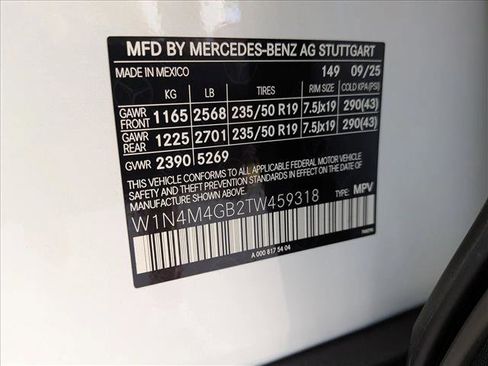 MFD BY MERCEDES-BENZ AG STUTTGART
MADE IN MEXICO 149 09/25
KG LB TIRES RIM SIZE COLD KPA(PSI)
GAWR FRONT 1165 2568 235/50 R19 7.5Jx19 290(43)
GAWR REAR 1225 2701 235/50 R19 7.5Jx19 290(43)
GVWR 2390 5269
THIS VEHICLE CONFORMS TO ALL APPLICABLE FEDERAL MOTOR VEHICLE
SAFETY STANDARDS IN EFFECT ON THE DATE OF MANUFACTURE SHOWN ABOVE.
W1N4M4GB2TW459318 TYPE: MPV
A 000 817 54 04